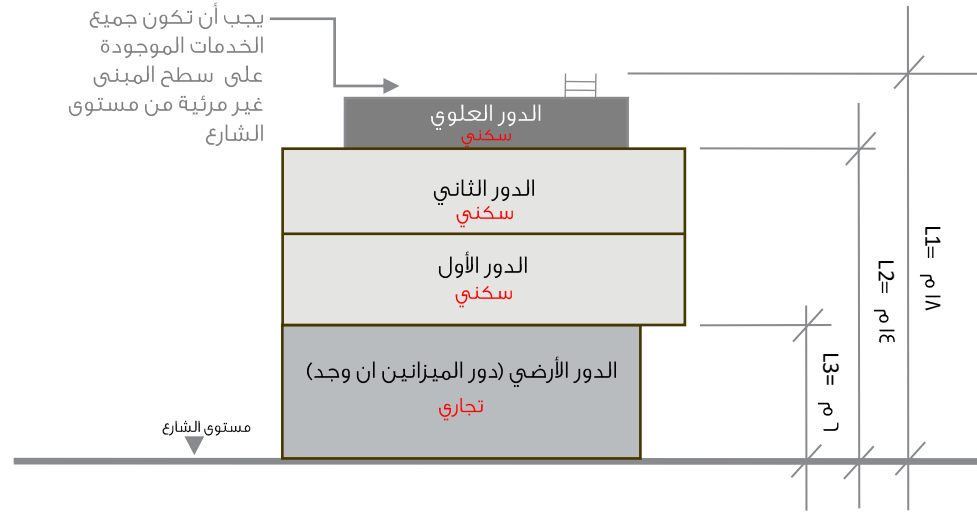 يجب أن تكون جميع
الخدمات الموجودة
على سطح المبنى
غير مرئية من مستوى
الشارع
الدور العلوي
سكني
الدور الثاني
سكني
الدور الأول
سكني
الدور الأرضي (دور الميزانين ان وجد)
تجاري
مستوى الشارع
L1= ١٨ م
L2= ١٤ م
L3= ٦ م